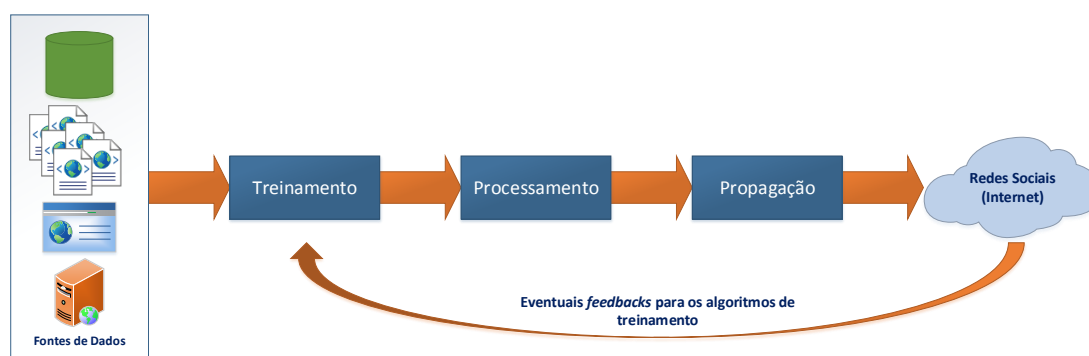 Fontes de Dados
Treinamento
Processamento
Propagação
Redes Sociais
(Internet)
Eventuais feedbacks para os algoritmos de
treinamento